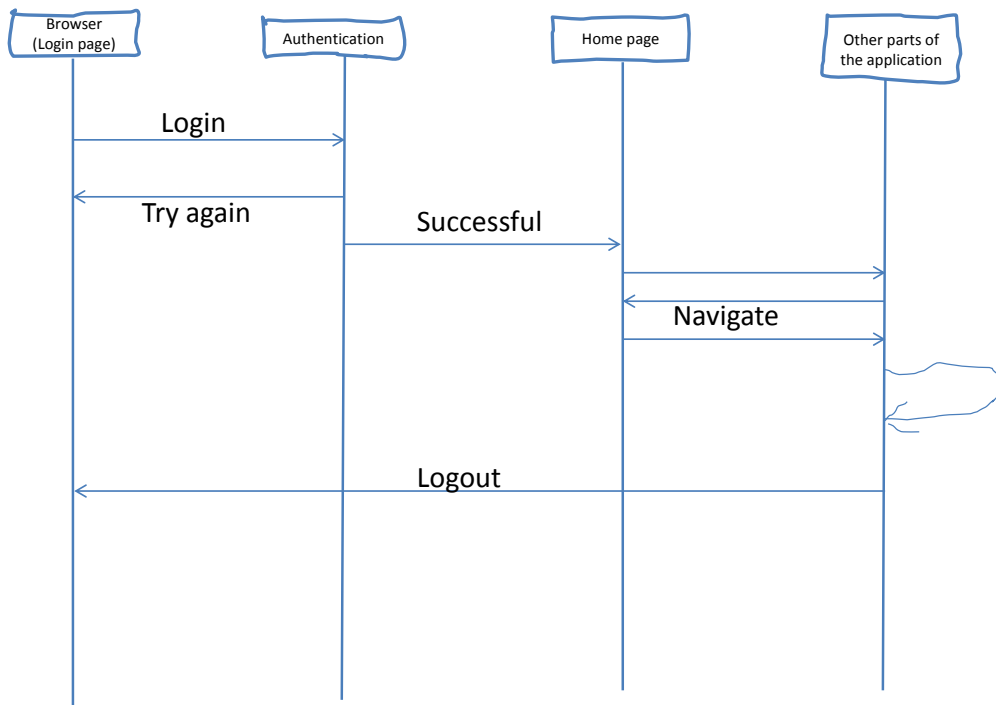 Browser
(Login page)
Authentication
Home page
Other parts of
the application
Login
Try again
Successful
Navigate
Logout